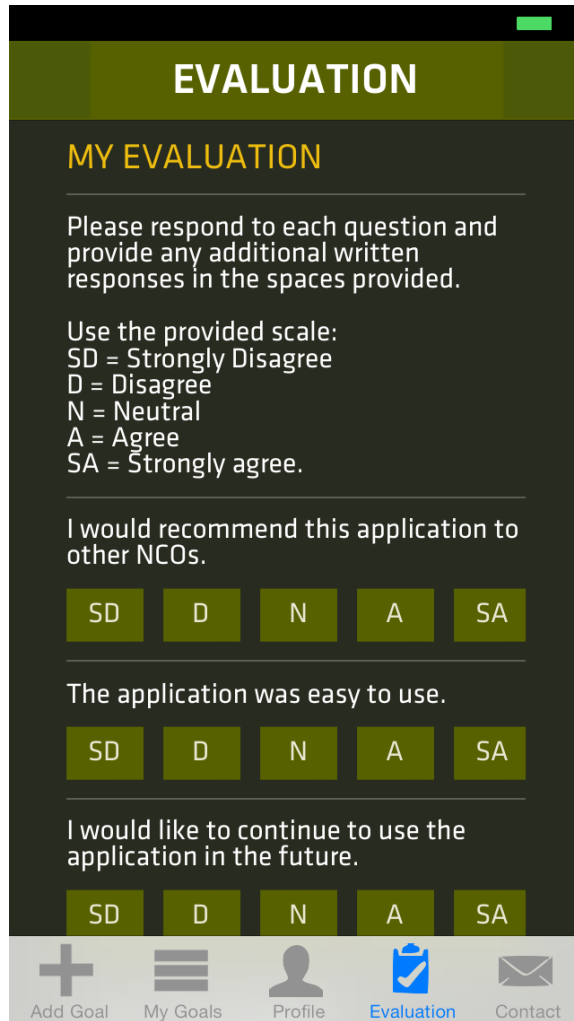 EVALUATION
MY EVALUATION
Please respond to each question and
provide any additional written
responses in the spaces provided.
Use the provided scale:
SD = Strongly Disagree
D = Disagree
N = Neutral
A = Agree
SA = Strongly agree.
I would recommend this application to
other NCOs.
SD D N A SA
The application was easy to use.
SD D N A SA
I would like to continue to use the
application in the future.
SD D N A SA
Add Goal My Goals Profile Evaluation Contact